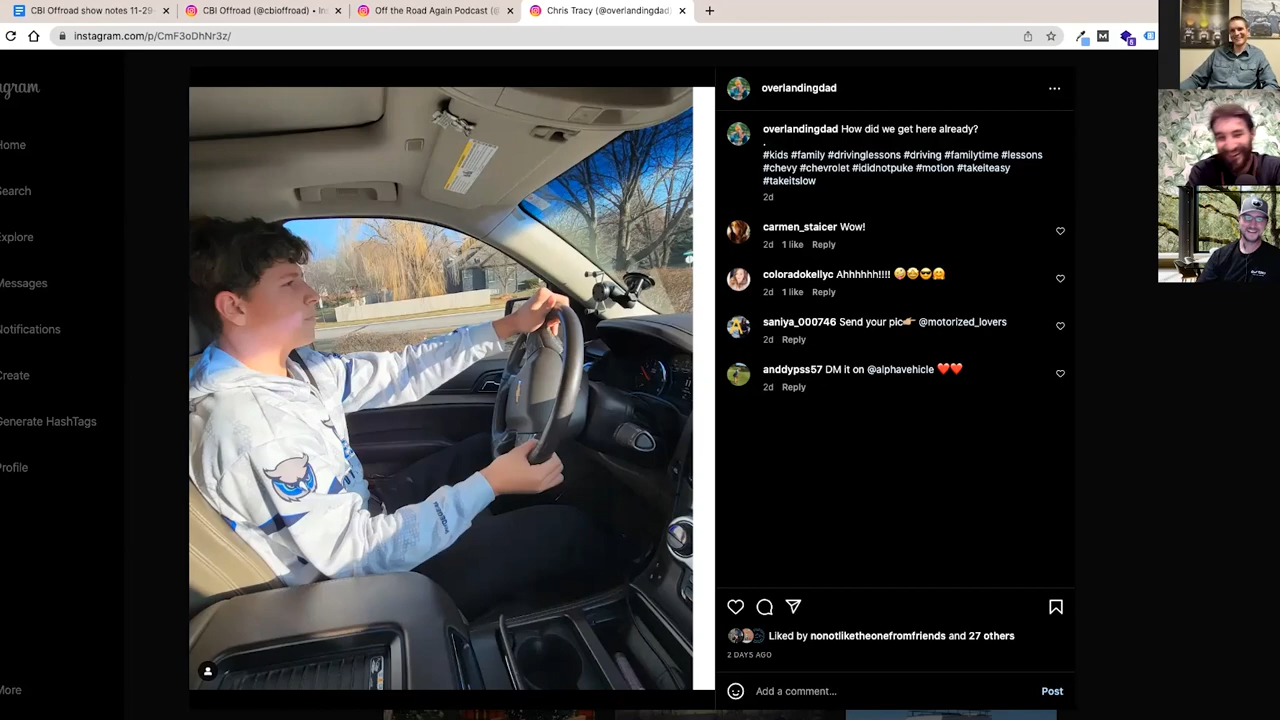 CBI Offroad show notes 11-29-
CBI Offroad (@cbioffroad) • Ins
Off the Road Again Podcast (@
Chris Tracy (@overlandingdad)
instagram.com/p/CmF3oDhNr3z/
gram
Home
Search
Explore
Messages
Notifications
Create
Generate HashTags
Profile
More
overlandingdad
overlandingdad How did we get here already?
.
#kids #family #drivinglessons #driving #familytime #lessons
#chevy #chevrolet #ididnotpuke #motion #takeiteasy
#takeitslow
2d
carmen_staicer Wow!
2d 1 like Reply
coloradokellyc Ahhhhhh!!!! 🤪🤩😎🤗
2d 1 like Reply
saniya_000746 Send your pic👉🏽 @motorized_lovers
2d Reply
anddypss57 DM it on @alphavehicle ❤️❤️
2d Reply
Liked by nonotliketheonefromfriends and 27 others
2 DAYS AGO
Add a comment...
Post